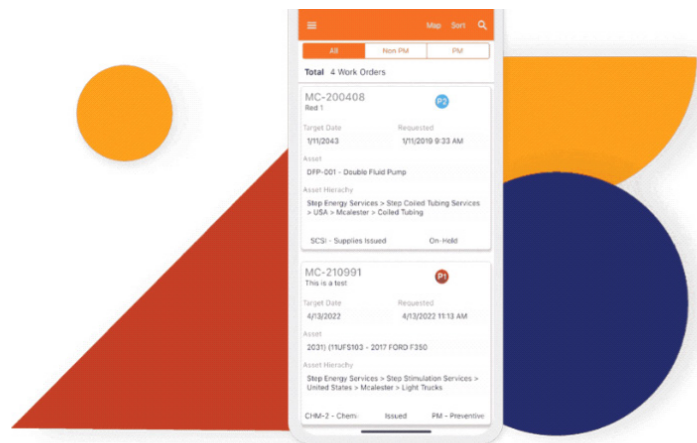 Map Sort
All Non PM PM
Total 4 Work Orders
MC-200408
Red 1
P2
Target Date Requested
1/11/2043 1/11/2019 9:33 AM
Asset
DFP-001 - Double Fluid Pump
Asset Hierachy
Step Energy Services > Step Coiled Tubing Services
> USA > Mcalester > Coiled Tubing
SCSI - Supplies Issued On-Hold
MC-210991
This is a test
P1
Target Date Requested
4/13/2022 4/13/2022 11:13 AM
Asset
2031) (11UFS103 - 2017 FORD F350
Asset Hierachy
Step Energy Services > Step Stimulation Services >
United States > Mcalester > Light Trucks
CHM-2 - Chemi Issued PM - Preventive